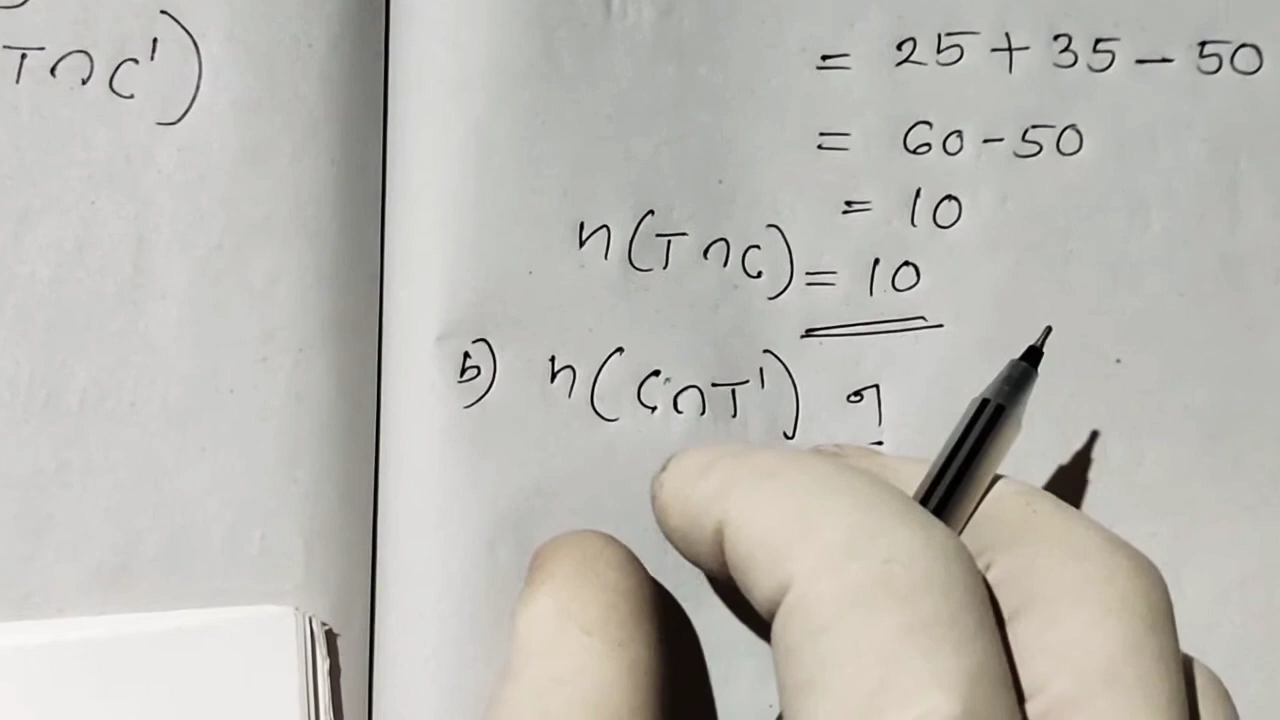 T∩C')
= 25 + 35 - 50
= 60 - 50
= 10
n(T∩C) = 10
b) n(C∩T') ?